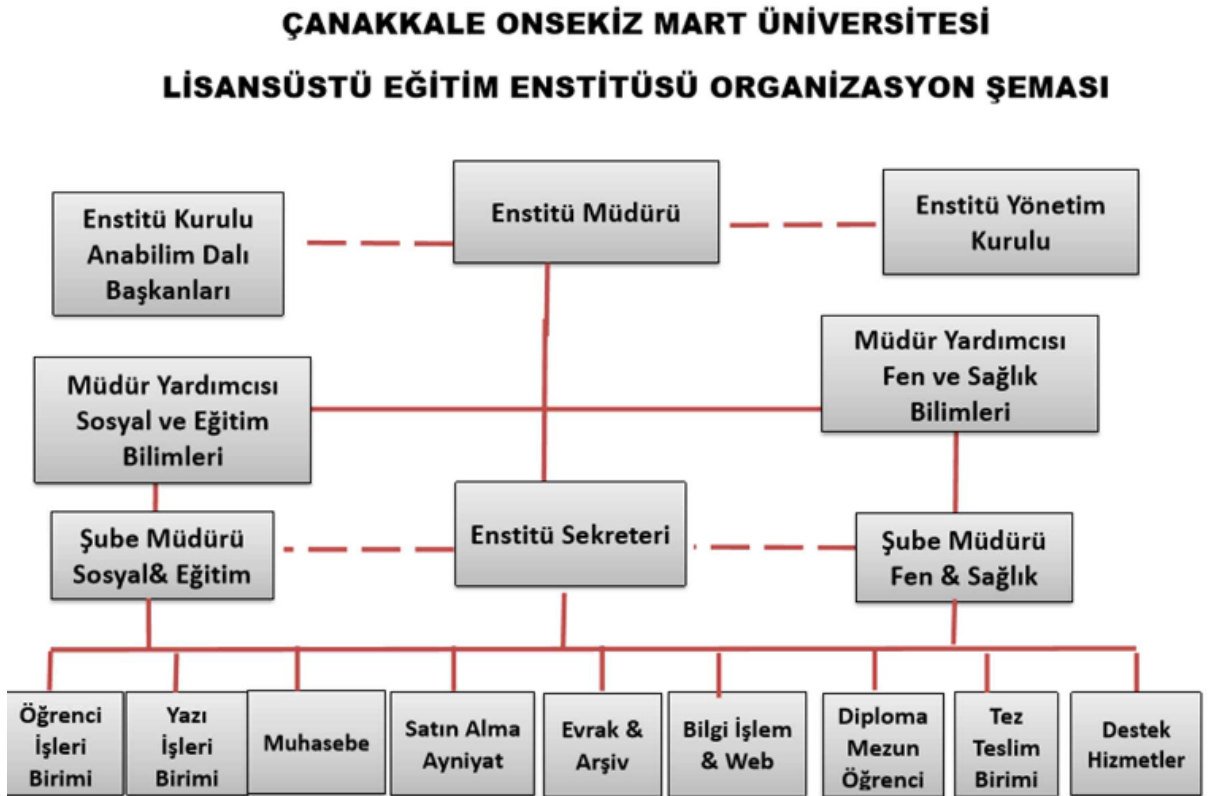 ÇANAKKALE ONSEKİZ MART ÜNİVERSİTESİ
LİSANSÜSTÜ EĞİTİM ENSTİTÜSÜ ORGANİZASYON ŞEMASI
Enstitü Kurulu
Anabilim Dalı
Başkanları
Enstitü Müdürü
Enstitü Yönetim
Kurulu
Müdür Yardımcısı
Sosyal ve Eğitim
Bilimleri
Müdür Yardımcısı
Fen ve Sağlık
Bilimleri
Şube Müdürü
Sosyal& Eğitim
Enstitü Sekreteri
Şube Müdürü
Fen & Sağlık
Öğrenci
İşleri
Birimi
Yazı
İşleri
Birimi
Muhasebe
Satın Alma
Ayniyat
Evrak &
Arşiv
Bilgi İşlem
& Web
Diploma
Mezun
Öğrenci
Tez
Teslim
Birimi
Destek
Hizmetler